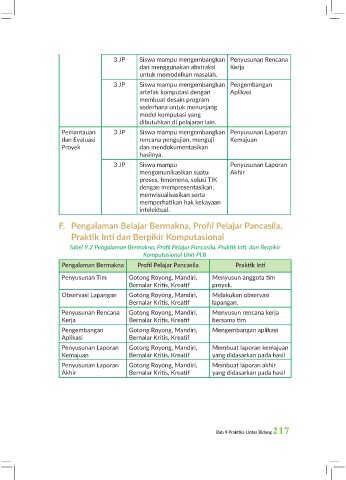 3 JP Siswa mampu mengembangkan Penyusunan Rencana
dan menggunakan abstraksi Kerja
untuk memodelkan masalah.
3 JP Siswa mampu mengembangkan Pengembangan
artefak komputasi dengan Aplikasi
membuat desain program
sederhana untuk menunjang
model komputasi yang
dibutuhkan di pelajaran lain.
Pemantauan 3 JP Siswa mampu mengembangkan Penyusunan Laporan
dan Evaluasi rencana pengujian, menguji Kemajuan
Proyek dan mendokumentasikan
hasilnya.
3 JP Siswa mampu Penyusunan Laporan
mengomunikasikan suatu Akhir
proses, fenomena, solusi TIK
dengan mempresentasikan,
memvisualisasikan serta
memperhatikan hak kekayaan
intelektual.
F. Pengalaman Belajar Bermakna, Profil Pelajar Pancasila,
Praktik Inti dan Berpikir Komputasional
Tabel 9.2 Pengalaman Bermakna, Profil Pelajar Pancasila, Praktik Inti, dan Berpikir
Komputasional Unit PLB
Pengalaman Bermakna Profil Pelajar Pancasila Praktik Inti
Penyusunan Tim Gotong Royong, Mandiri, Menyusun anggota tim
Bernalar Kritis, Kreatif proyek.
Observasi Lapangan Gotong Royong, Mandiri, Melakukan observasi
Bernalar Kritis, Kreatif lapangan.
Penyusunan Rencana Gotong Royong, Mandiri, Menyusun rencana kerja
Kerja Bernalar Kritis, Kreatif bersama tim
Pengembangan Gotong Royong, Mandiri, Mengembangan aplikasi
Aplikasi Bernalar Kritis, Kreatif
Penyusunan Laporan Gotong Royong, Mandiri, Membuat laporan kemajuan
Kemajuan Bernalar Kritis, Kreatif yang didasarkan pada hasil
Penyusunan Laporan Gotong Royong, Mandiri, Membuat laporan akhir
Akhir Bernalar Kritis, Kreatif yang didasarkan pada hasil
Bab 9 Praktika Lintas Bidang 217